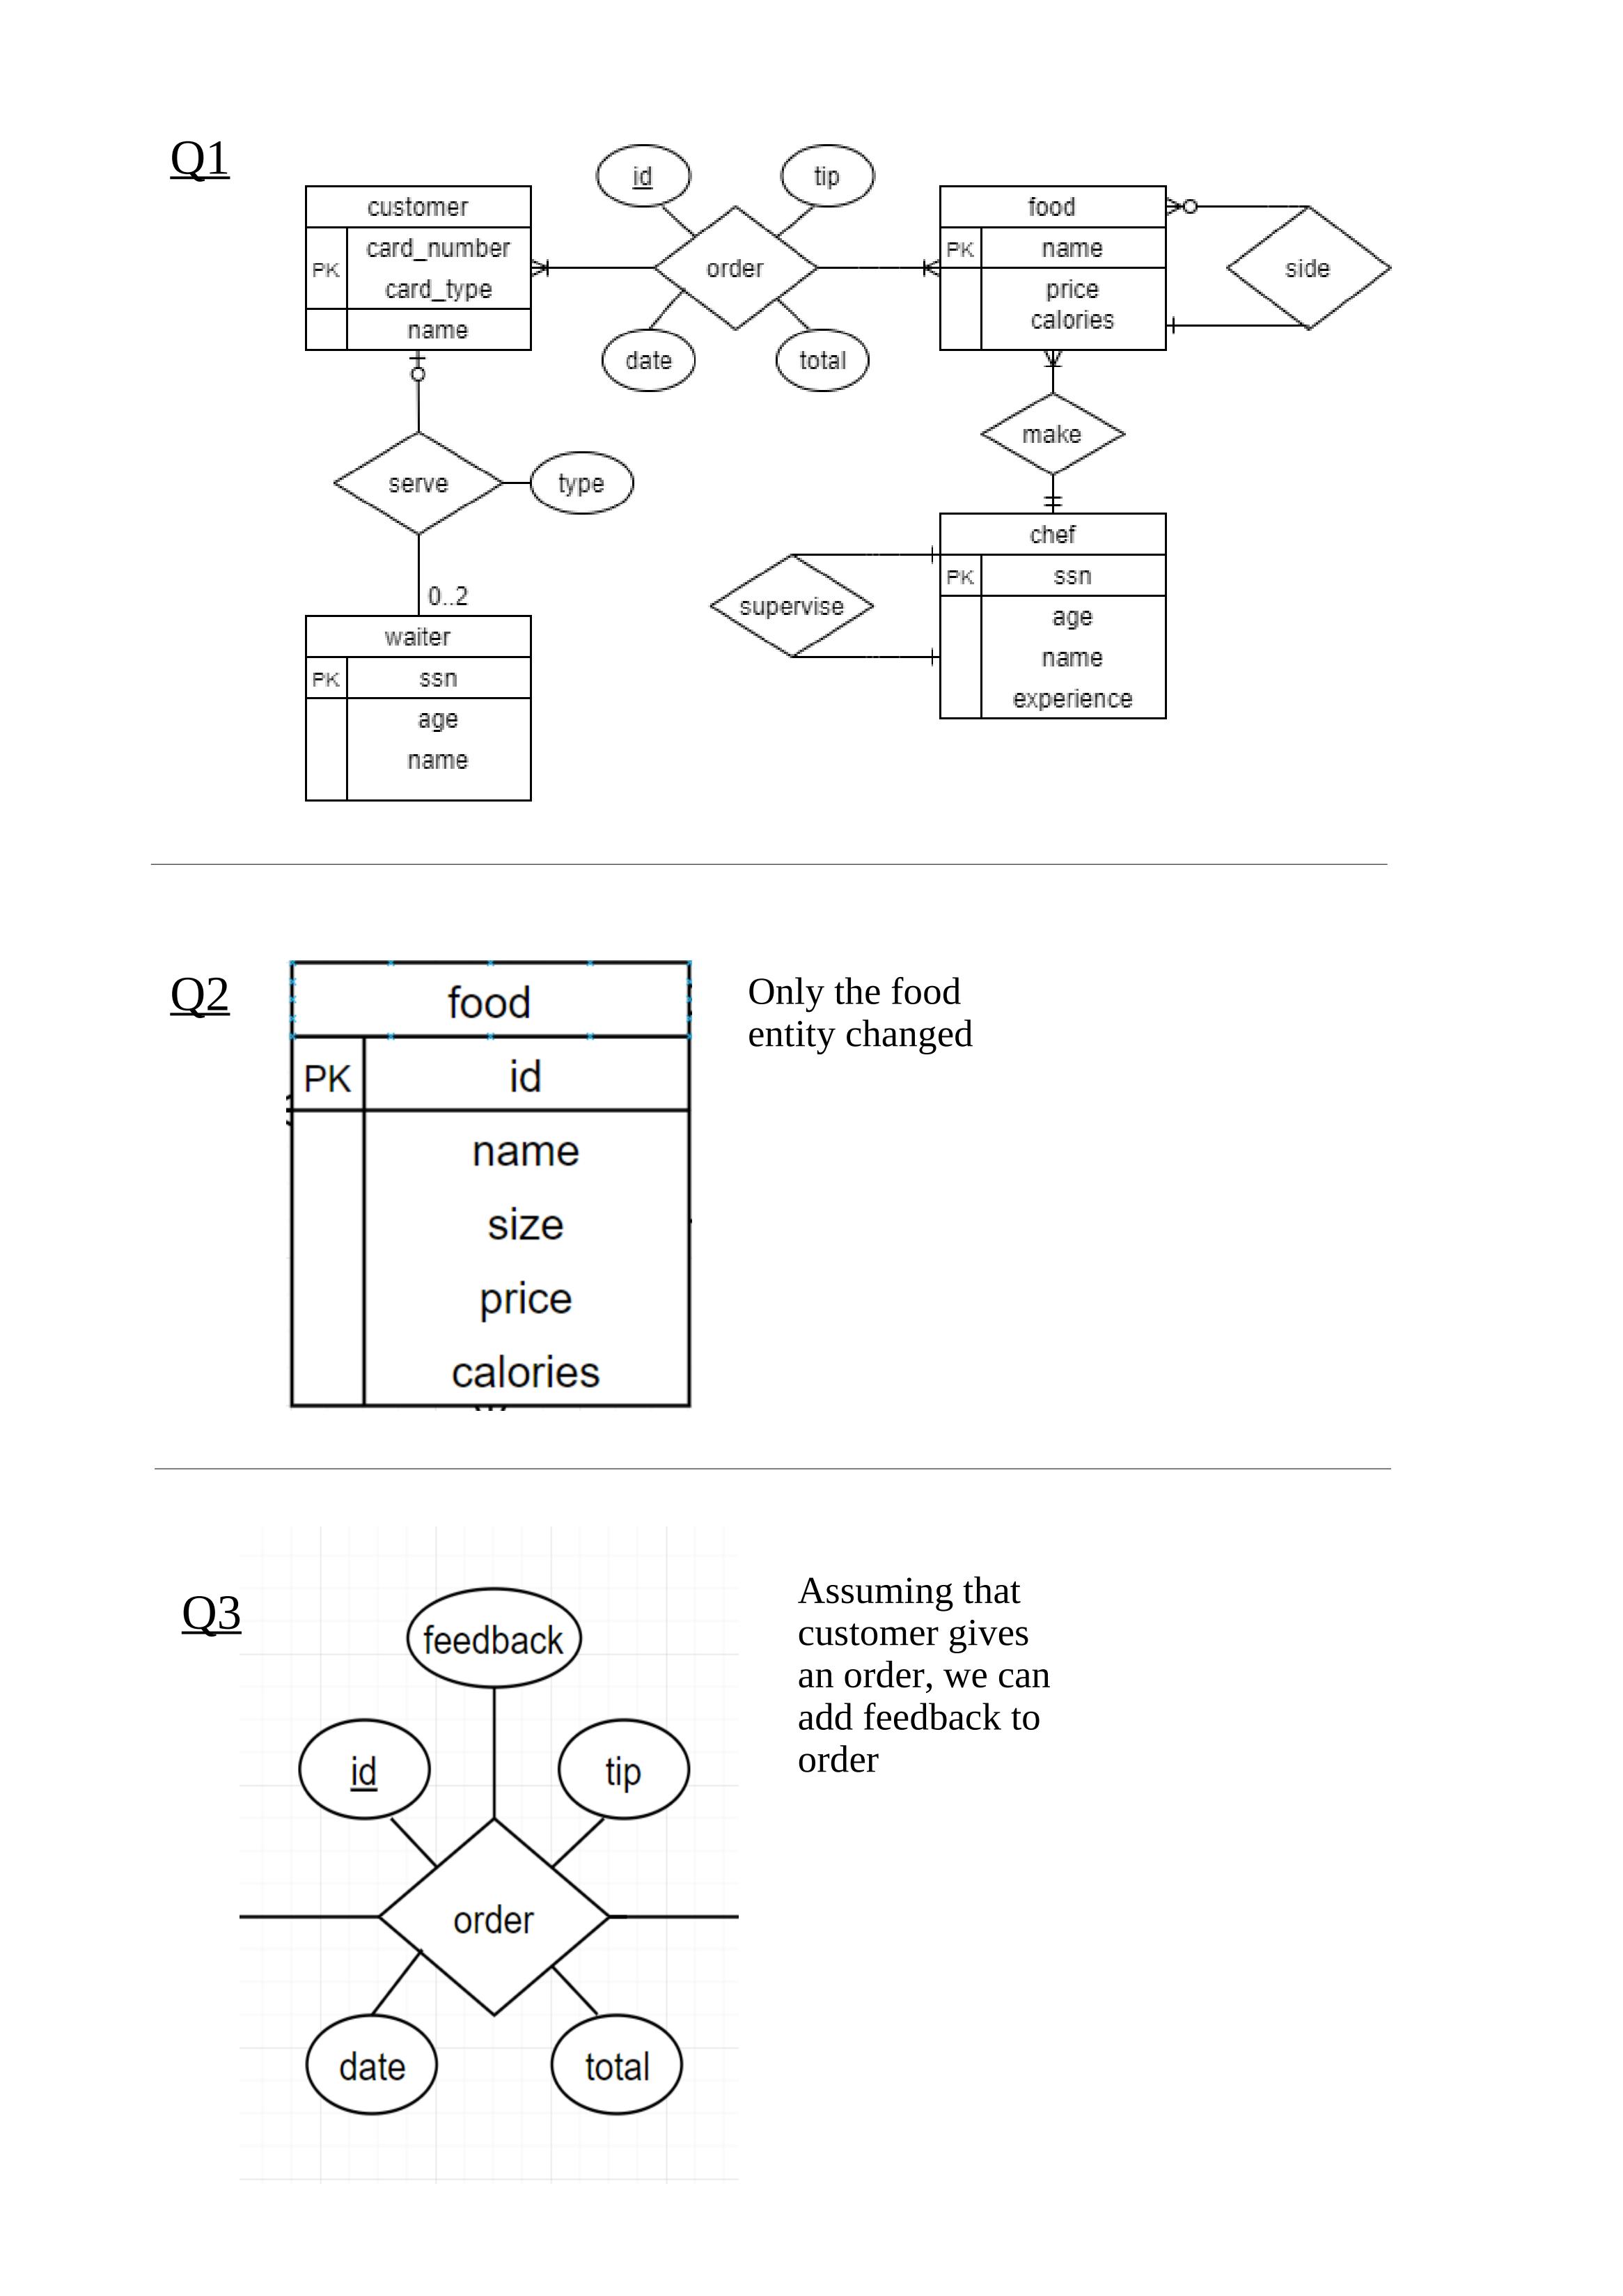 Q1
customer
PK
card_number
card_type
name
id
tip
order
date
total
food
PK
name
price
calories
side
serve
type
0..2
make
waiter
PK
ssn
age
name
supervise
chef
PK
ssn
age
name
experience
Q2
food
PK
id
name
size
price
calories
Only the food
entity changed
Q3
feedback
id
tip
order
date
total
Assuming that
customer gives
an order, we can
add feedback to
order